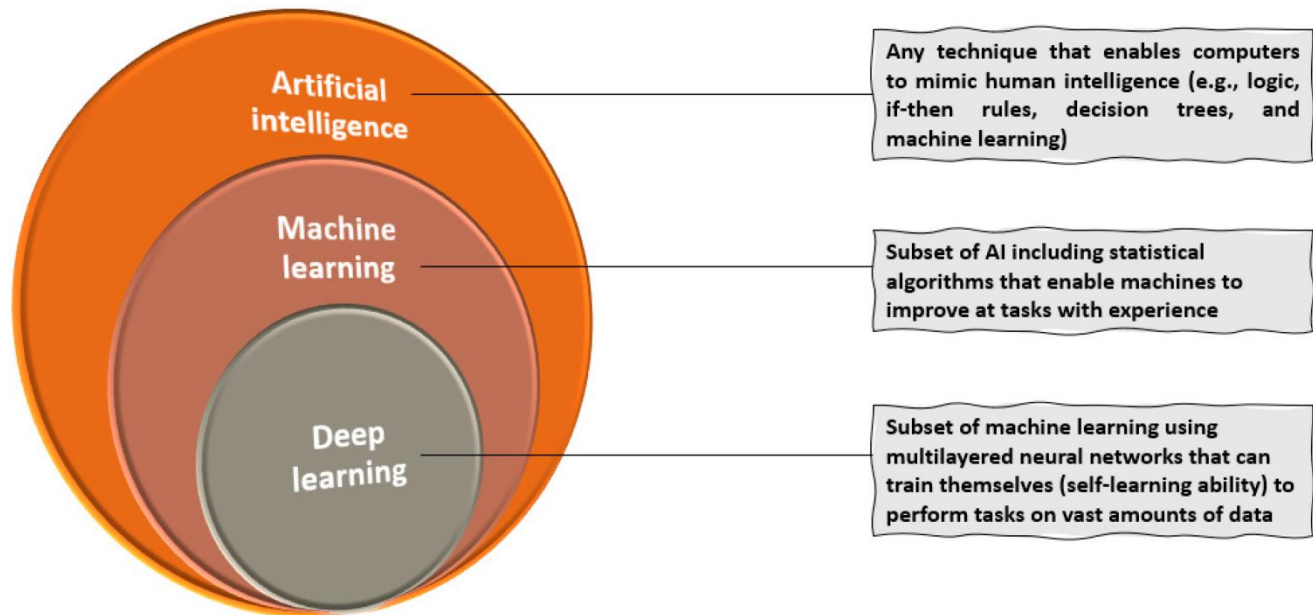 Artificial
intelligence
Any technique that enables computers
to mimic human intelligence (e.g., logic,
if-then rules, decision trees, and
machine learning)
Machine
learning
Subset of AI including statistical
algorithms that enable machines to
improve at tasks with experience
Deep
learning
Subset of machine learning using
multilayered neural networks that can
train themselves (self-learning ability) to
perform tasks on vast amounts of data